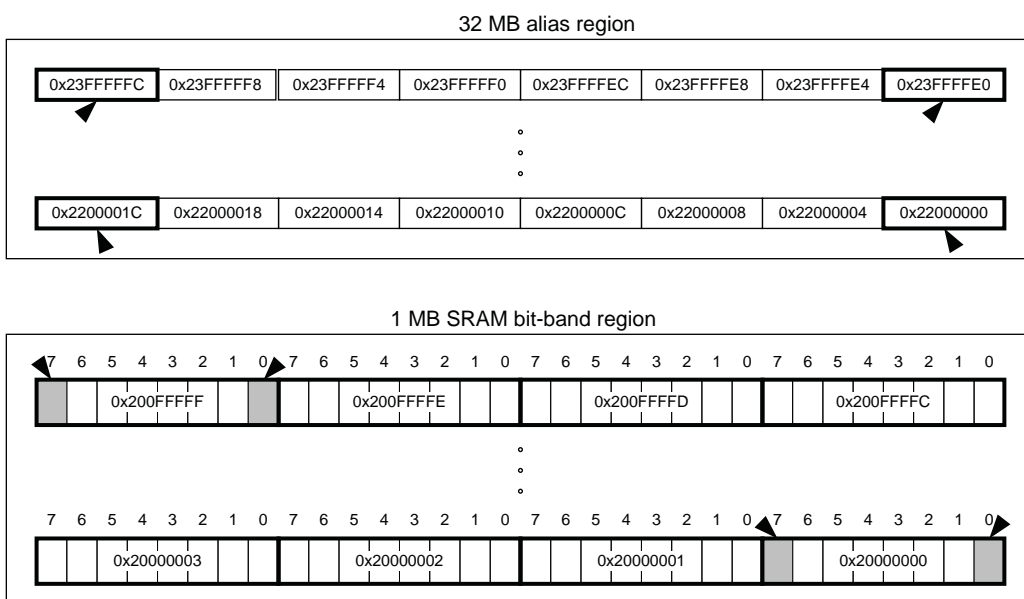 32 MB alias region
0x23FFFFFC 0x23FFFFF8 0x23FFFFF4 0x23FFFFF0 0x23FFFFEC 0x23FFFFE8 0x23FFFFE4 0x23FFFFE0
0x2200001C 0x22000018 0x22000014 0x22000010 0x2200000C 0x22000008 0x22000004 0x22000000
1 MB SRAM bit-band region
7 6 5 4 3 2 1 0 7 6 5 4 3 2 1 0 7 6 5 4 3 2 1 0 7 6 5 4 3 2 1 0
0x200FFFFF 0x200FFFFE 0x200FFFFD 0x200FFFFC
7 6 5 4 3 2 1 0 7 6 5 4 3 2 1 0 7 6 5 4 3 2 1 0 7 6 5 4 3 2 1 0
0x20000003 0x20000002 0x20000001 0x20000000